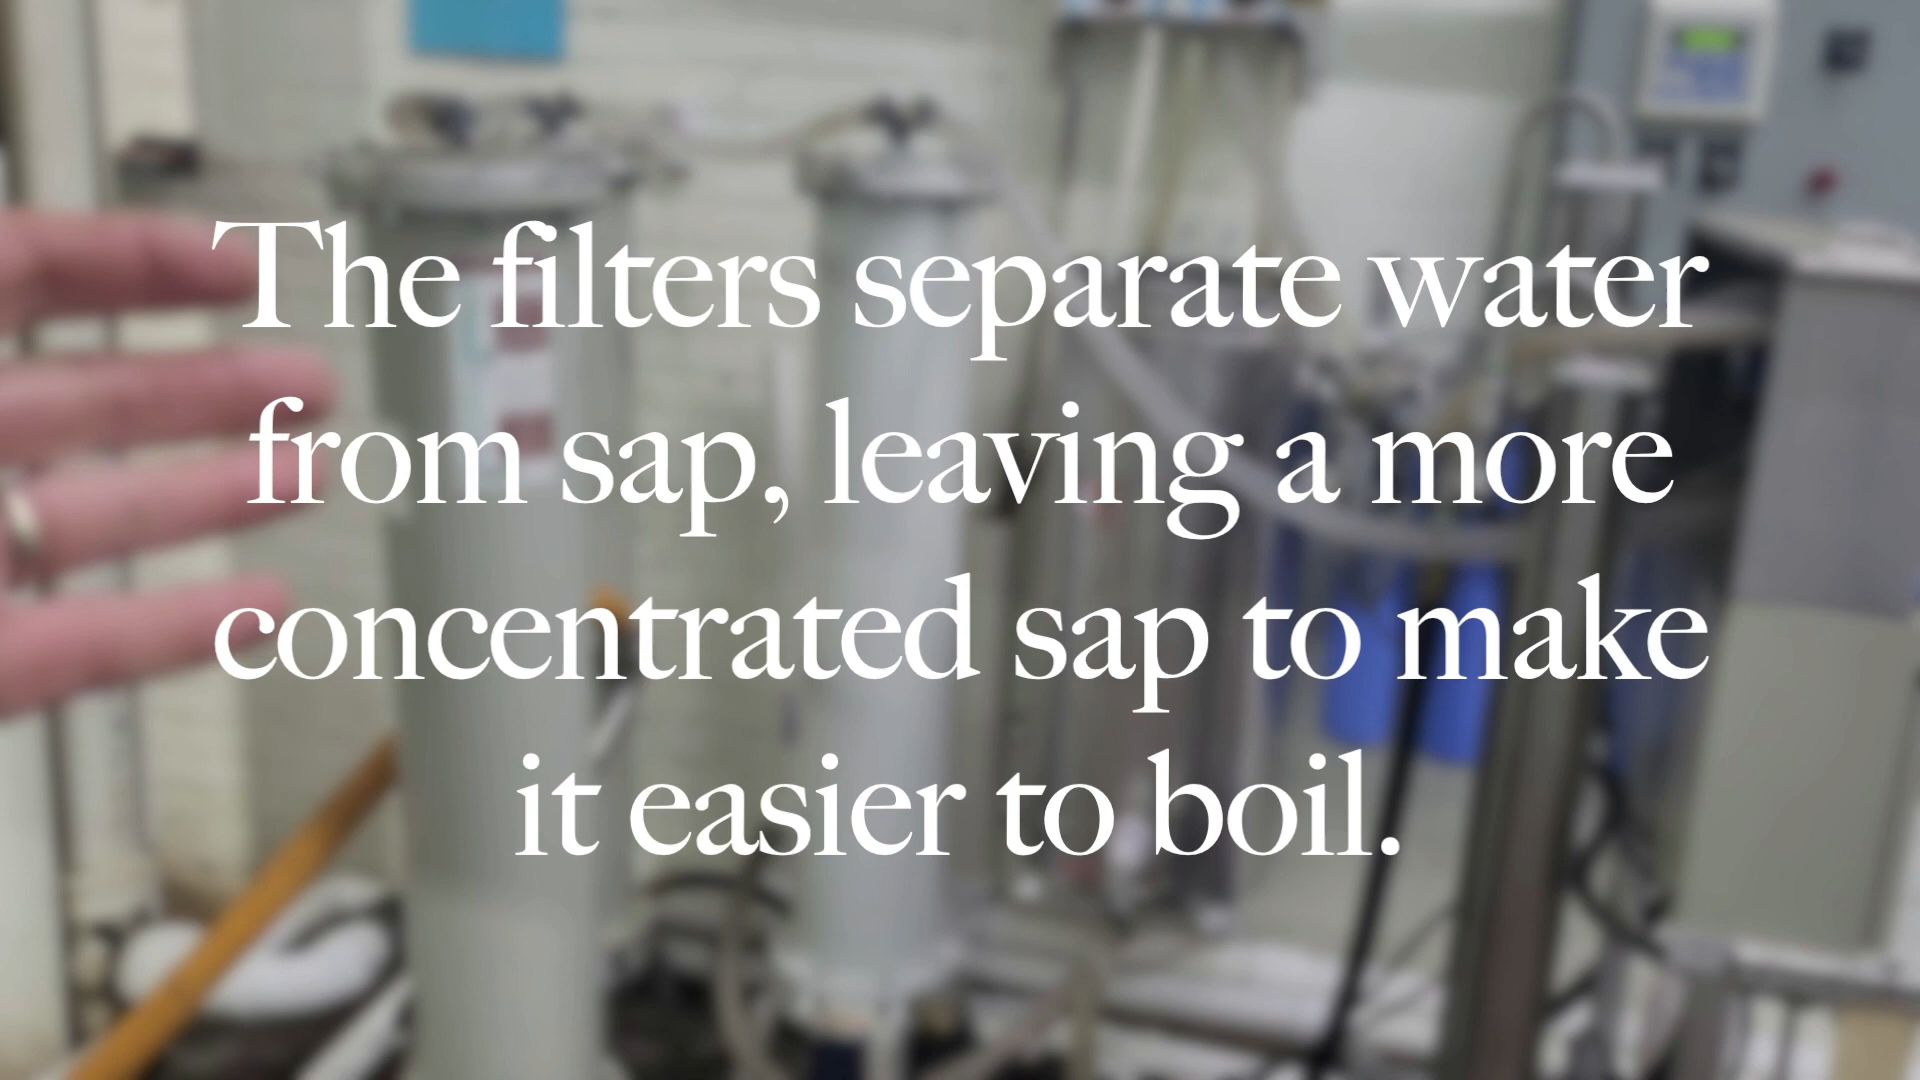 The filters separate water
from sap, leaving a more
concentrated sap to make
it easier to boil.